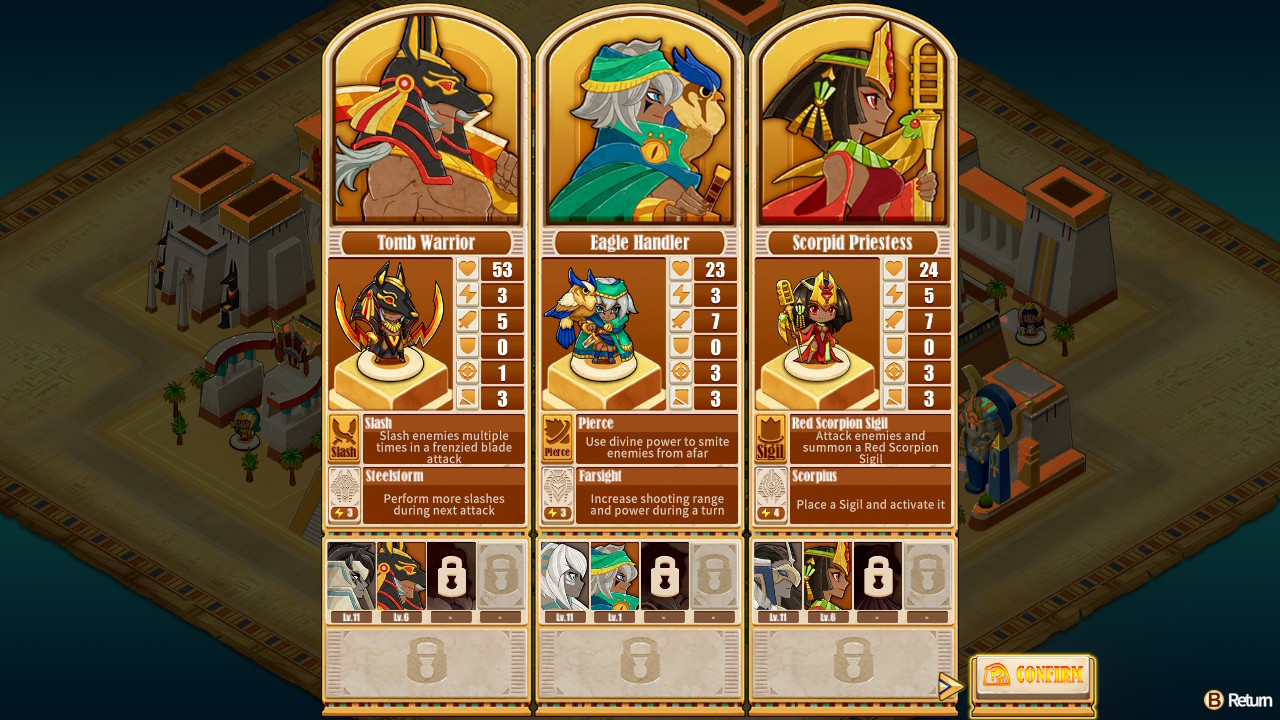 Tomb Warrior
53
3
5
0
1
3
Slash
Slash
Slash enemies multiple
times in a frenzied blade
attack
Steelstorm
3
Perform more slashes
during next attack
Lv.11
Lv.6
-
-
Eagle Handler
23
3
7
0
3
3
Pierce
Pierce
Use divine power to smite
enemies from afar
Farsight
3
Increase shooting range
and power during a turn
Lv.11
Lv.1
-
-
Scorpid Priestess
24
5
7
0
3
3
Sigil
Red Scorpion Sigil
Attack enemies and
summon a Red Scorpion
Sigil
Scorpius
4
Place a Sigil and activate it
Lv.11
Lv.6
-
-
CONFIRM
B Return